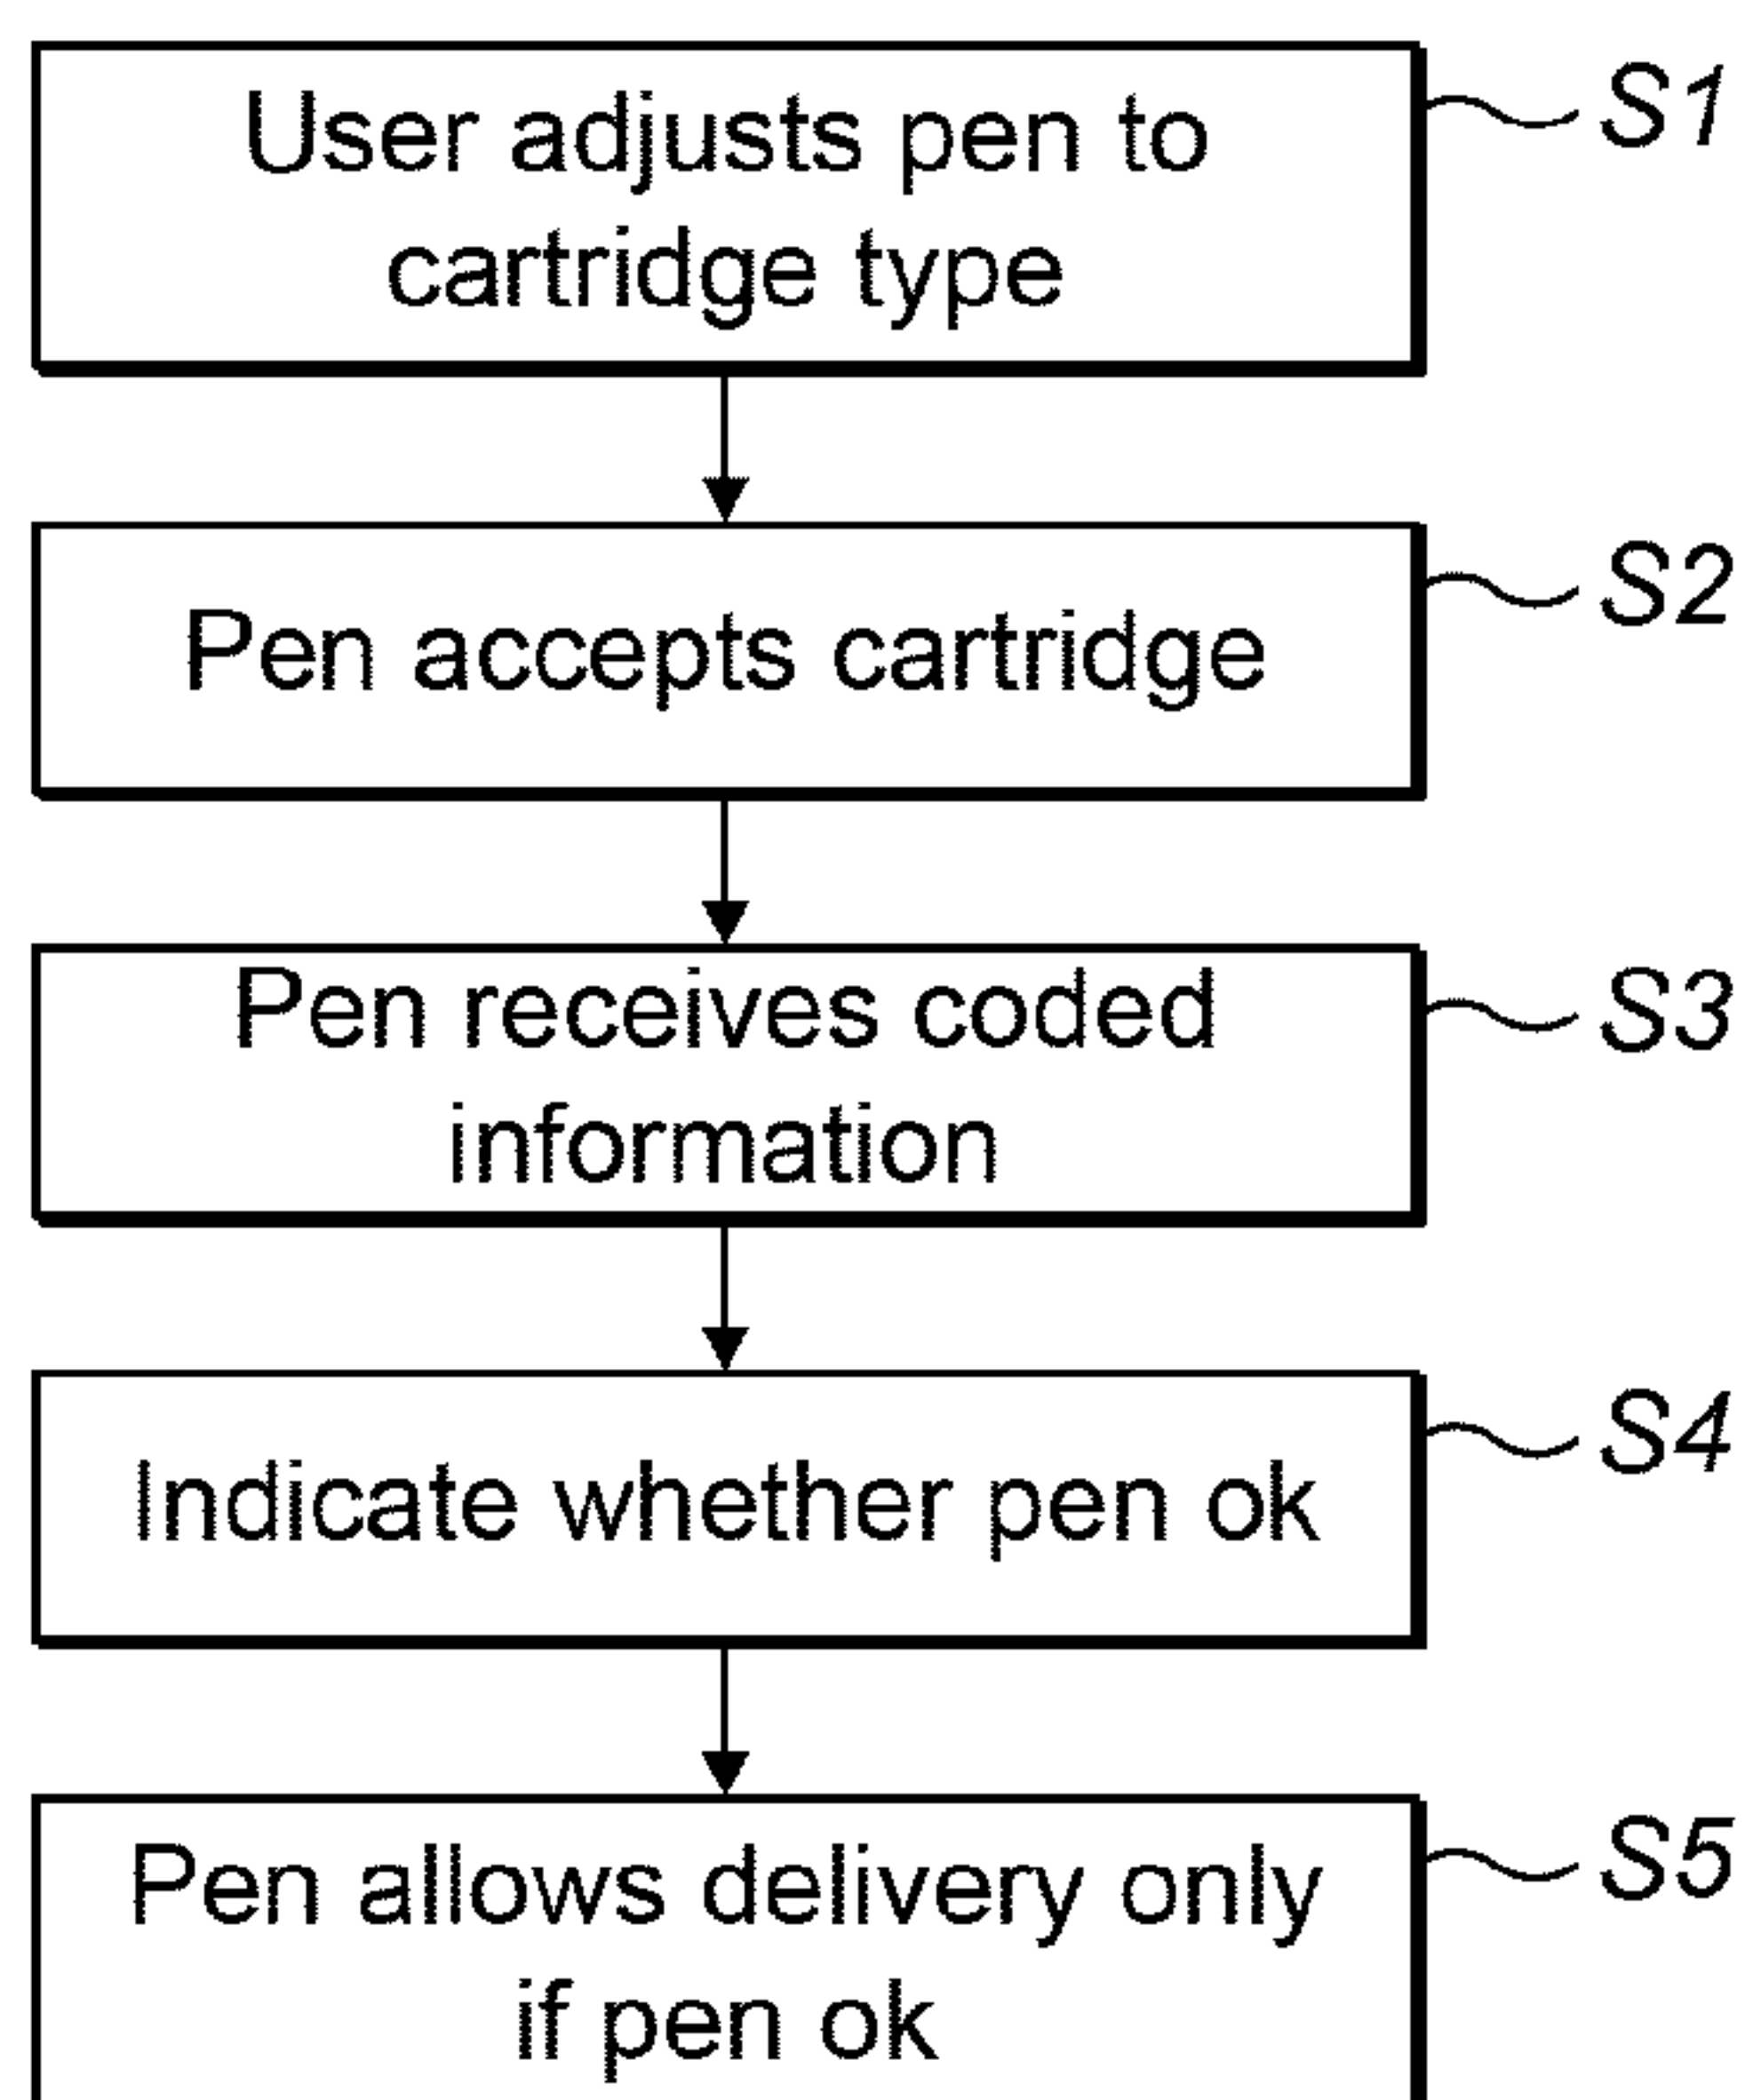 User adjusts pen to
cartridge type
S1
Pen accepts cartridge
S2
Pen receives coded
information
S3
Indicate whether pen ok
S4
Pen allows delivery only
if pen ok
S5